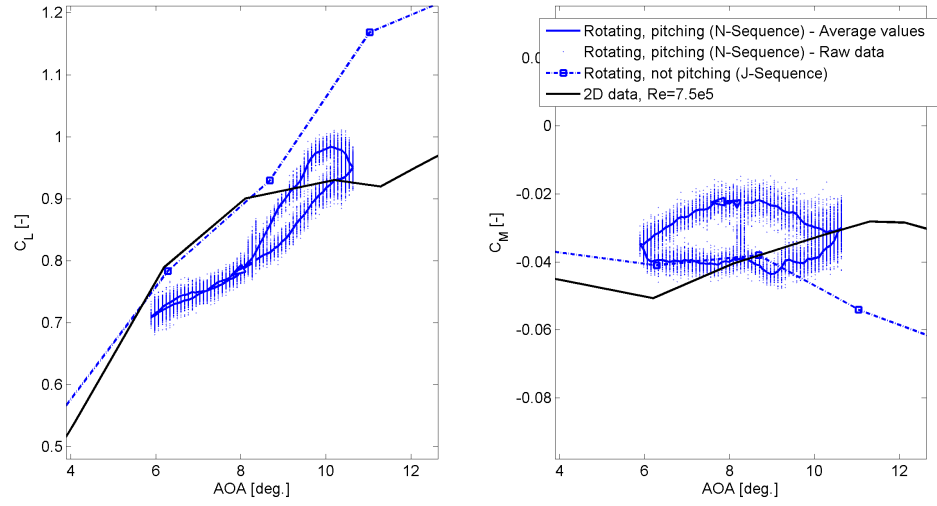 1.2
1.1
1
0.9
0.8
0.7
0.6
0.5
C_L [-]
4 6 8 10 12
AOA [deg.]
Rotating, pitching (N-Sequence) - Average values
Rotating, pitching (N-Sequence) - Raw data
Rotating, not pitching (J-Sequence)
2D data, Re=7.5e5
0
-0.02
-0.04
-0.06
-0.08
C_M [-]
4 6 8 10 12
AOA [deg.]